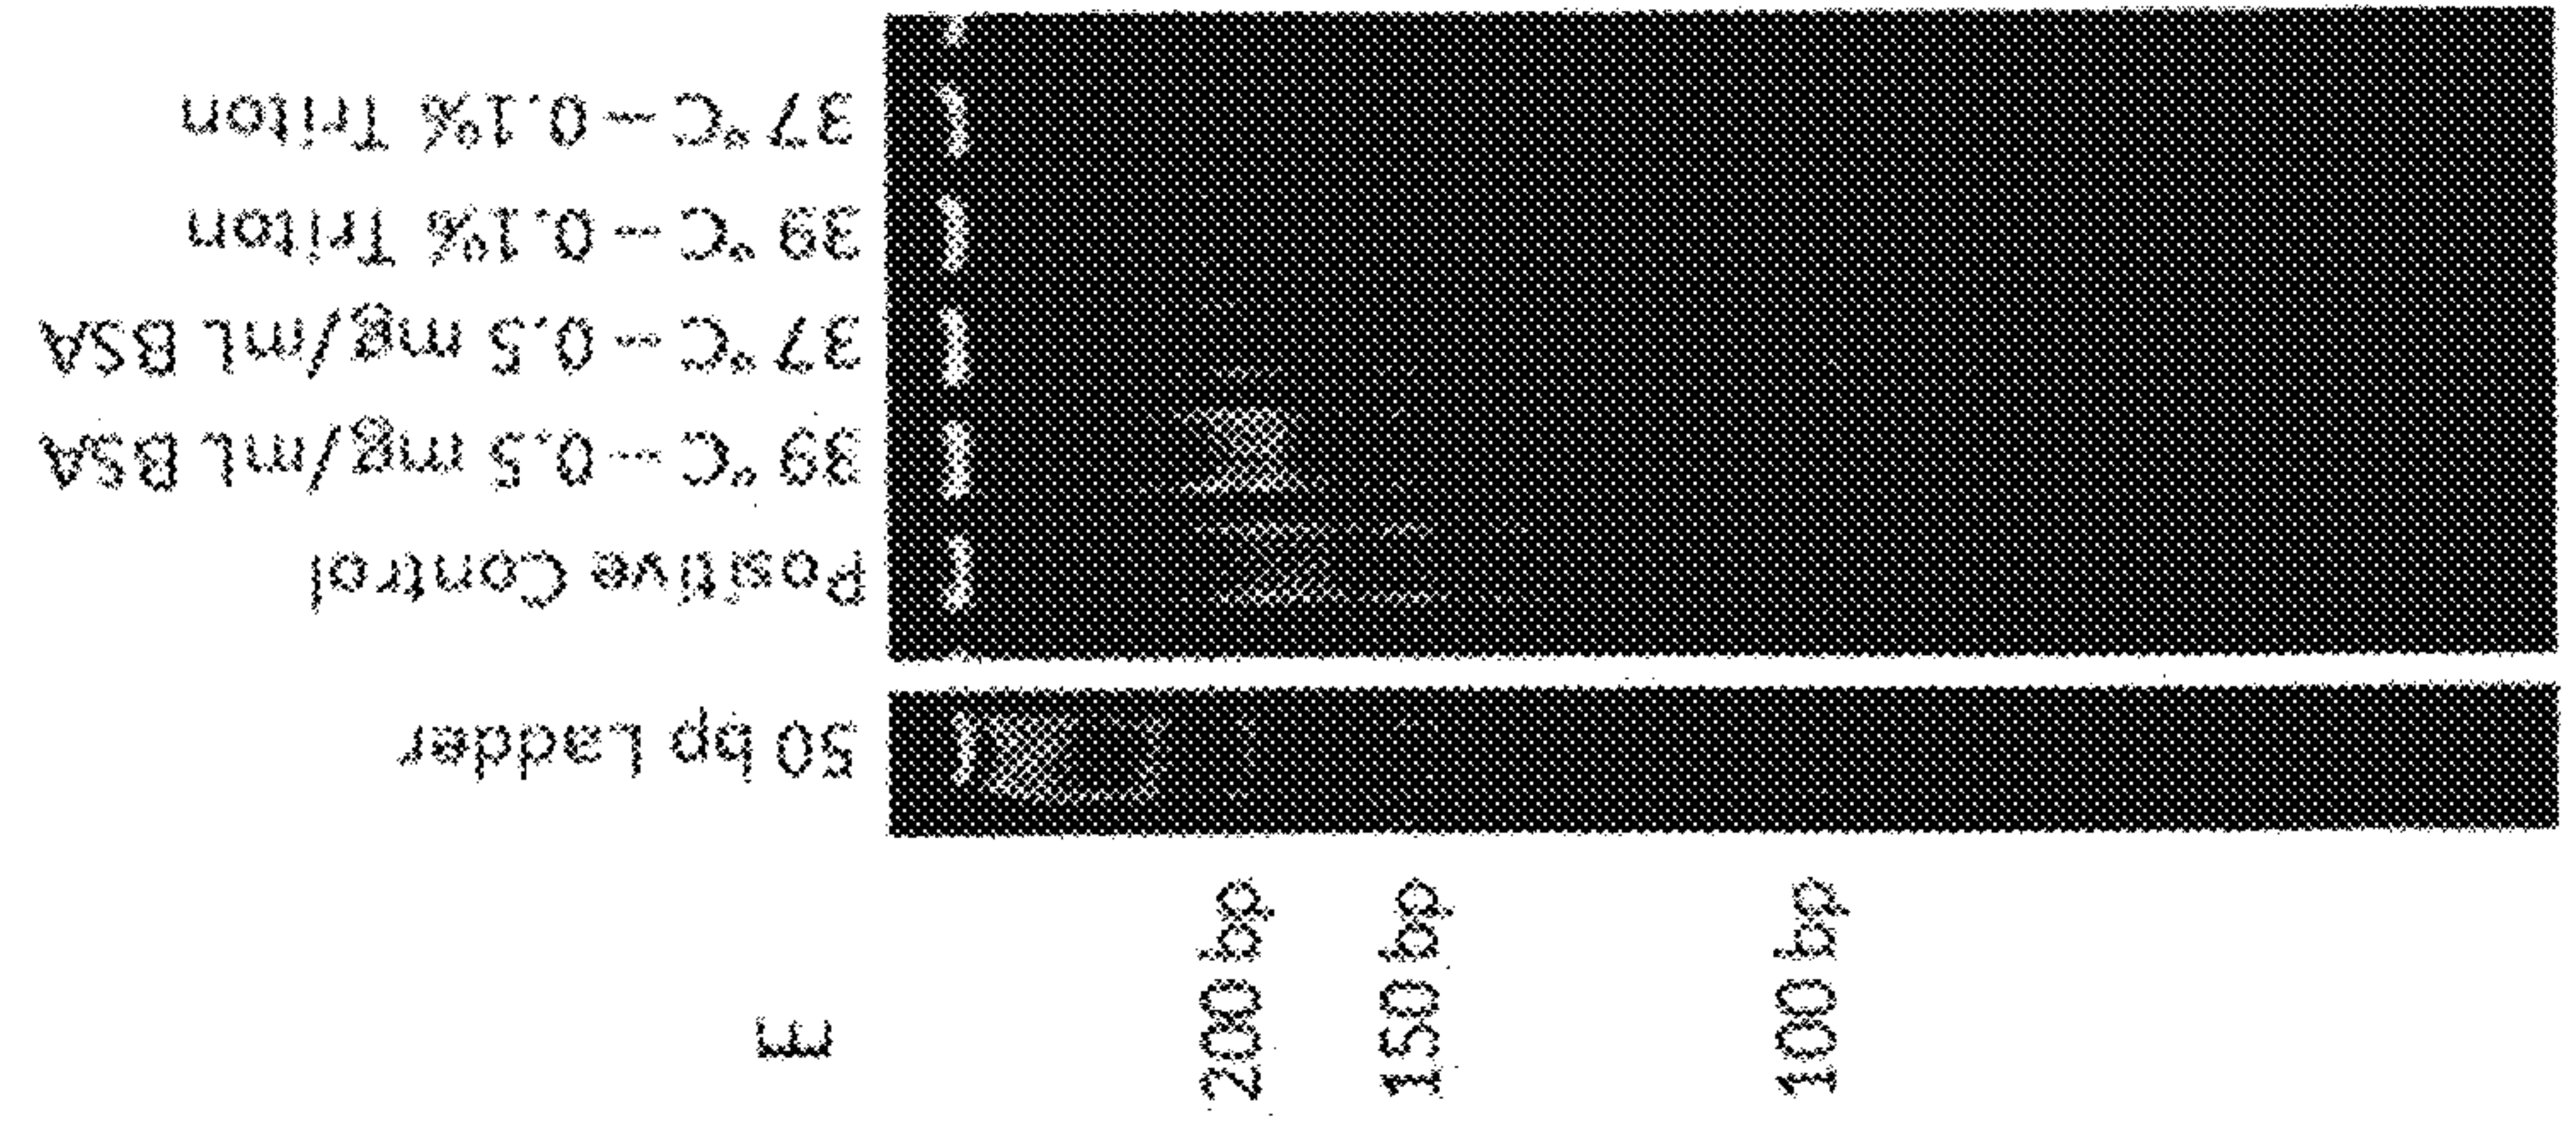 E
50 bp Ladder
Positive Control
39 °C – 0.5 mg/mL BSA
37 °C – 0.5 mg/mL BSA
39 °C – 0.1% Triton
37 °C – 0.1% Triton
200 bp
150 bp
100 bp